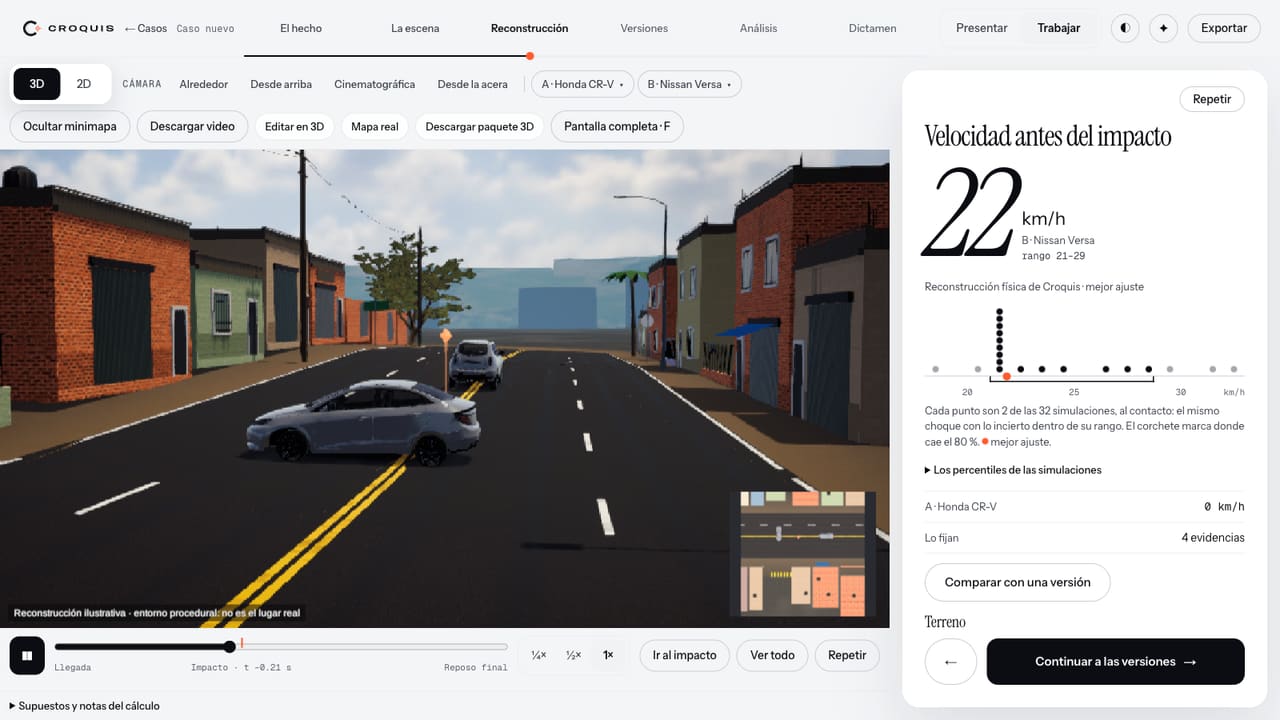 CROQUIS
← Casos
Caso nuevo
El hecho
La escena
Reconstrucción
Versiones
Análisis
Dictamen
Presentar
Trabajar
Exportar
3D
2D
CÁMARA
Alrededor
Desde arriba
Cinematográfica
Desde la acera
A · Honda CR-V
B · Nissan Versa
Ocultar minimapa
Descargar video
Editar en 3D
Mapa real
Descargar paquete 3D
Pantalla completa · F
Reconstrucción ilustrativa - entorno procedural: no es el lugar real
Llegada
Impacto · t −0.21 s
Reposo final
¼×
½×
1×
Ir al impacto
Ver todo
Repetir
Supuestos y notas del cálculo
Repetir
Velocidad antes del impacto
22
km/h
B · Nissan Versa
rango 21–29
Reconstrucción física de Croquis · mejor ajuste
20
25
30
km/h
Cada punto son 2 de las 32 simulaciones, al contacto: el mismo
choque con lo incierto dentro de su rango. El corchete marca donde
cae el 80 %. mejor ajuste.
Los percentiles de las simulaciones
A · Honda CR-V
0 km/h
Lo fijan
4 evidencias
Comparar con una versión
Terreno
←
Continuar a las versiones →